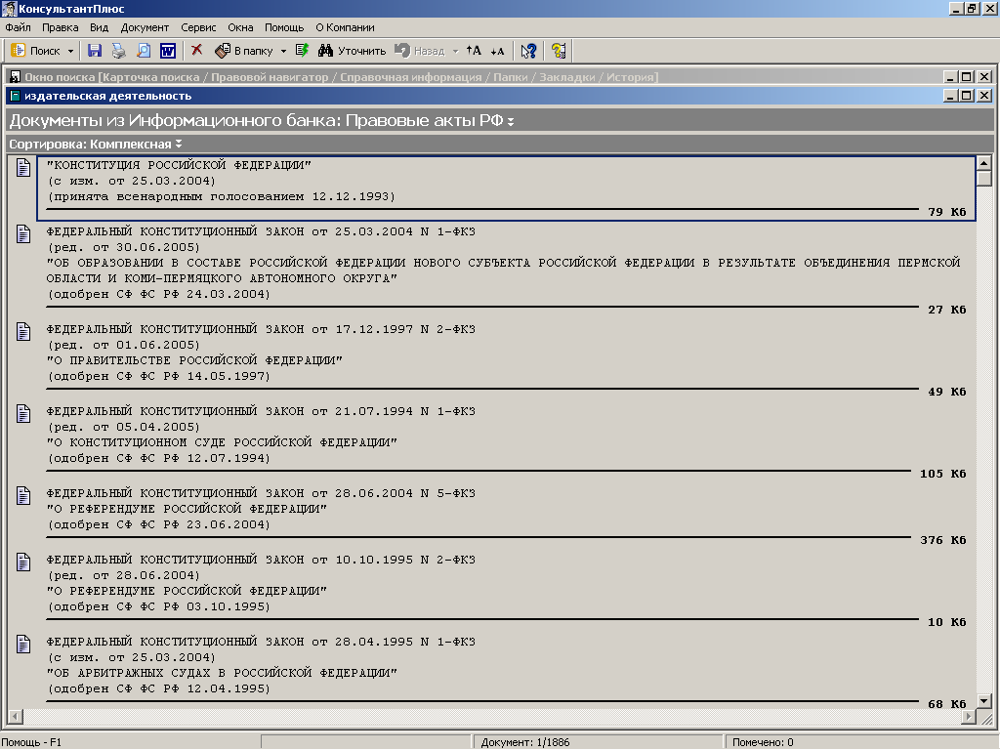 КонсультантПлюс
Файл Правка Вид Документ Сервис Окна Помощь О Компании
Поиск В папку Уточнить Назад
Окно поиска [Карточка поиска / Правовой навигатор / Справочная информация / Папки / Закладки / История]
издательская деятельность
Документы из Информационного банка: Правовые акты РФ
Сортировка: Комплексная
"КОНСТИТУЦИЯ РОССИЙСКОЙ ФЕДЕРАЦИИ"
(с изм. от 25.03.2004)
(принята всенародным голосованием 12.12.1993)
79 Кб
ФЕДЕРАЛЬНЫЙ КОНСТИТУЦИОННЫЙ ЗАКОН от 25.03.2004 N 1-ФКЗ
(ред. от 30.06.2005)
"ОБ ОБРАЗОВАНИИ В СОСТАВЕ РОССИЙСКОЙ ФЕДЕРАЦИИ НОВОГО СУБЪЕКТА РОССИЙСКОЙ ФЕДЕРАЦИИ В РЕЗУЛЬТАТЕ ОБЪЕДИНЕНИЯ ПЕРМСКОЙ
ОБЛАСТИ И КОМИ-ПЕРМЯЦКОГО АВТОНОМНОГО ОКРУГА"
(одобрен СФ ФС РФ 24.03.2004)
27 Кб
ФЕДЕРАЛЬНЫЙ КОНСТИТУЦИОННЫЙ ЗАКОН от 17.12.1997 N 2-ФКЗ
(ред. от 01.06.2005)
"О ПРАВИТЕЛЬСТВЕ РОССИЙСКОЙ ФЕДЕРАЦИИ"
(одобрен СФ ФС РФ 14.05.1997)
49 Кб
ФЕДЕРАЛЬНЫЙ КОНСТИТУЦИОННЫЙ ЗАКОН от 21.07.1994 N 1-ФКЗ
(ред. от 05.04.2005)
"О КОНСТИТУЦИОННОМ СУДЕ РОССИЙСКОЙ ФЕДЕРАЦИИ"
(одобрен СФ ФС РФ 12.07.1994)
105 Кб
ФЕДЕРАЛЬНЫЙ КОНСТИТУЦИОННЫЙ ЗАКОН от 28.06.2004 N 5-ФКЗ
"О РЕФЕРЕНДУМЕ РОССИЙСКОЙ ФЕДЕРАЦИИ"
(одобрен СФ ФС РФ 23.06.2004)
376 Кб
ФЕДЕРАЛЬНЫЙ КОНСТИТУЦИОННЫЙ ЗАКОН от 10.10.1995 N 2-ФКЗ
(ред. от 28.06.2004)
"О РЕФЕРЕНДУМЕ РОССИЙСКОЙ ФЕДЕРАЦИИ"
(одобрен СФ ФС РФ 03.10.1995)
10 Кб
ФЕДЕРАЛЬНЫЙ КОНСТИТУЦИОННЫЙ ЗАКОН от 28.04.1995 N 1-ФКЗ
(с изм. от 25.03.2004)
"ОБ АРБИТРАЖНЫХ СУДАХ В РОССИЙСКОЙ ФЕДЕРАЦИИ"
(одобрен СФ ФС РФ 12.04.1995)
68 Кб
Помощь - F1 Документ: 1/1886 Помечено: 0